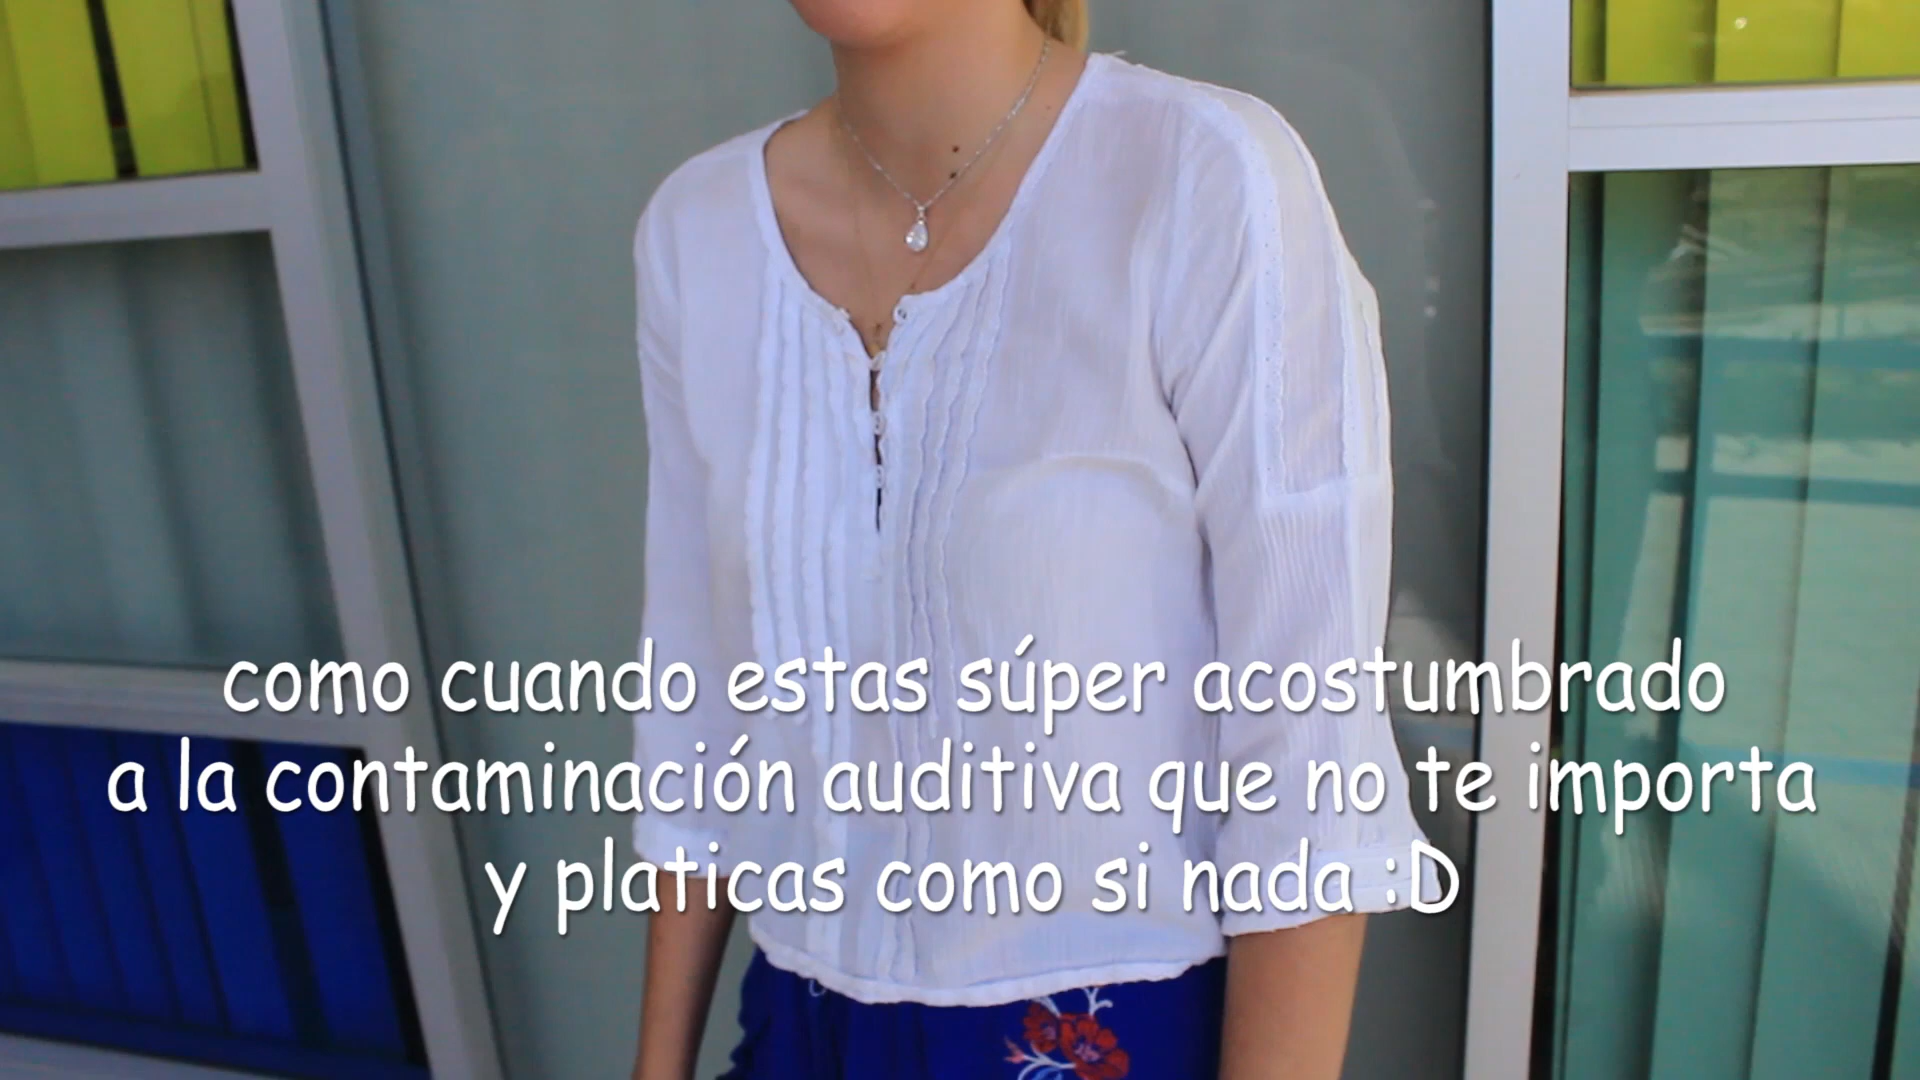 como cuando estas súper acostumbrado
a la contaminación auditiva que no te importa
y platicas como si nada :D